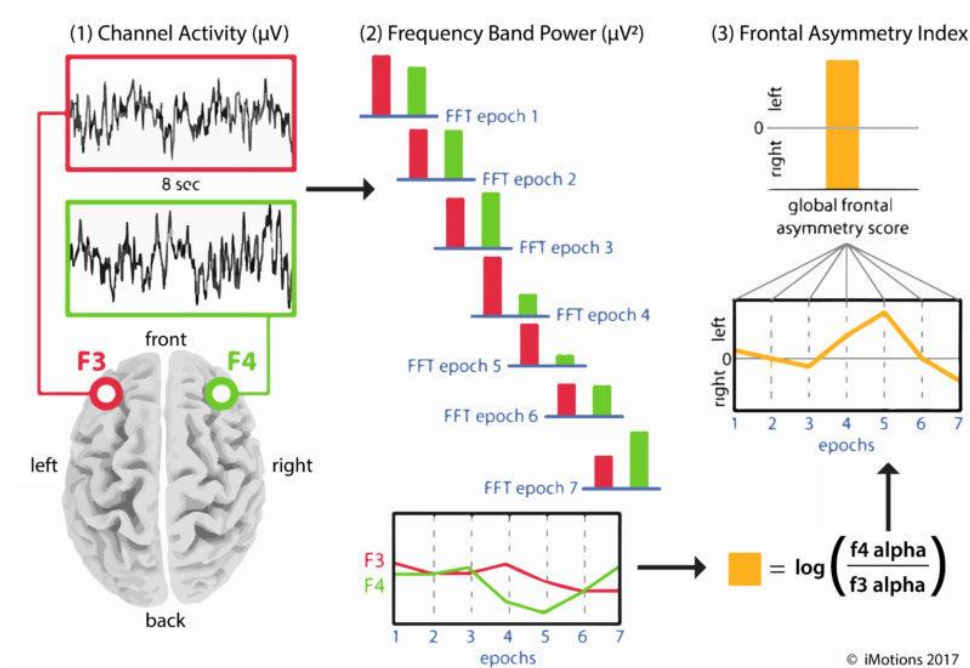 (1) Channel Activity (µV)
8 sec
front
F3
F4
left
right
back
(2) Frequency Band Power (µV²)
FFT epoch 1
FFT epoch 2
FFT epoch 3
FFT epoch 4
FFT epoch 5
FFT epoch 6
FFT epoch 7
F3
F4
1 2 3 4 5 6 7
epochs
(3) Frontal Asymmetry Index
left
0
right
global frontal
asymmetry score
left
0
right
1 2 3 4 5 6 7
epochs
= log ( f4 alpha
f3 alpha )
© iMotions 2017